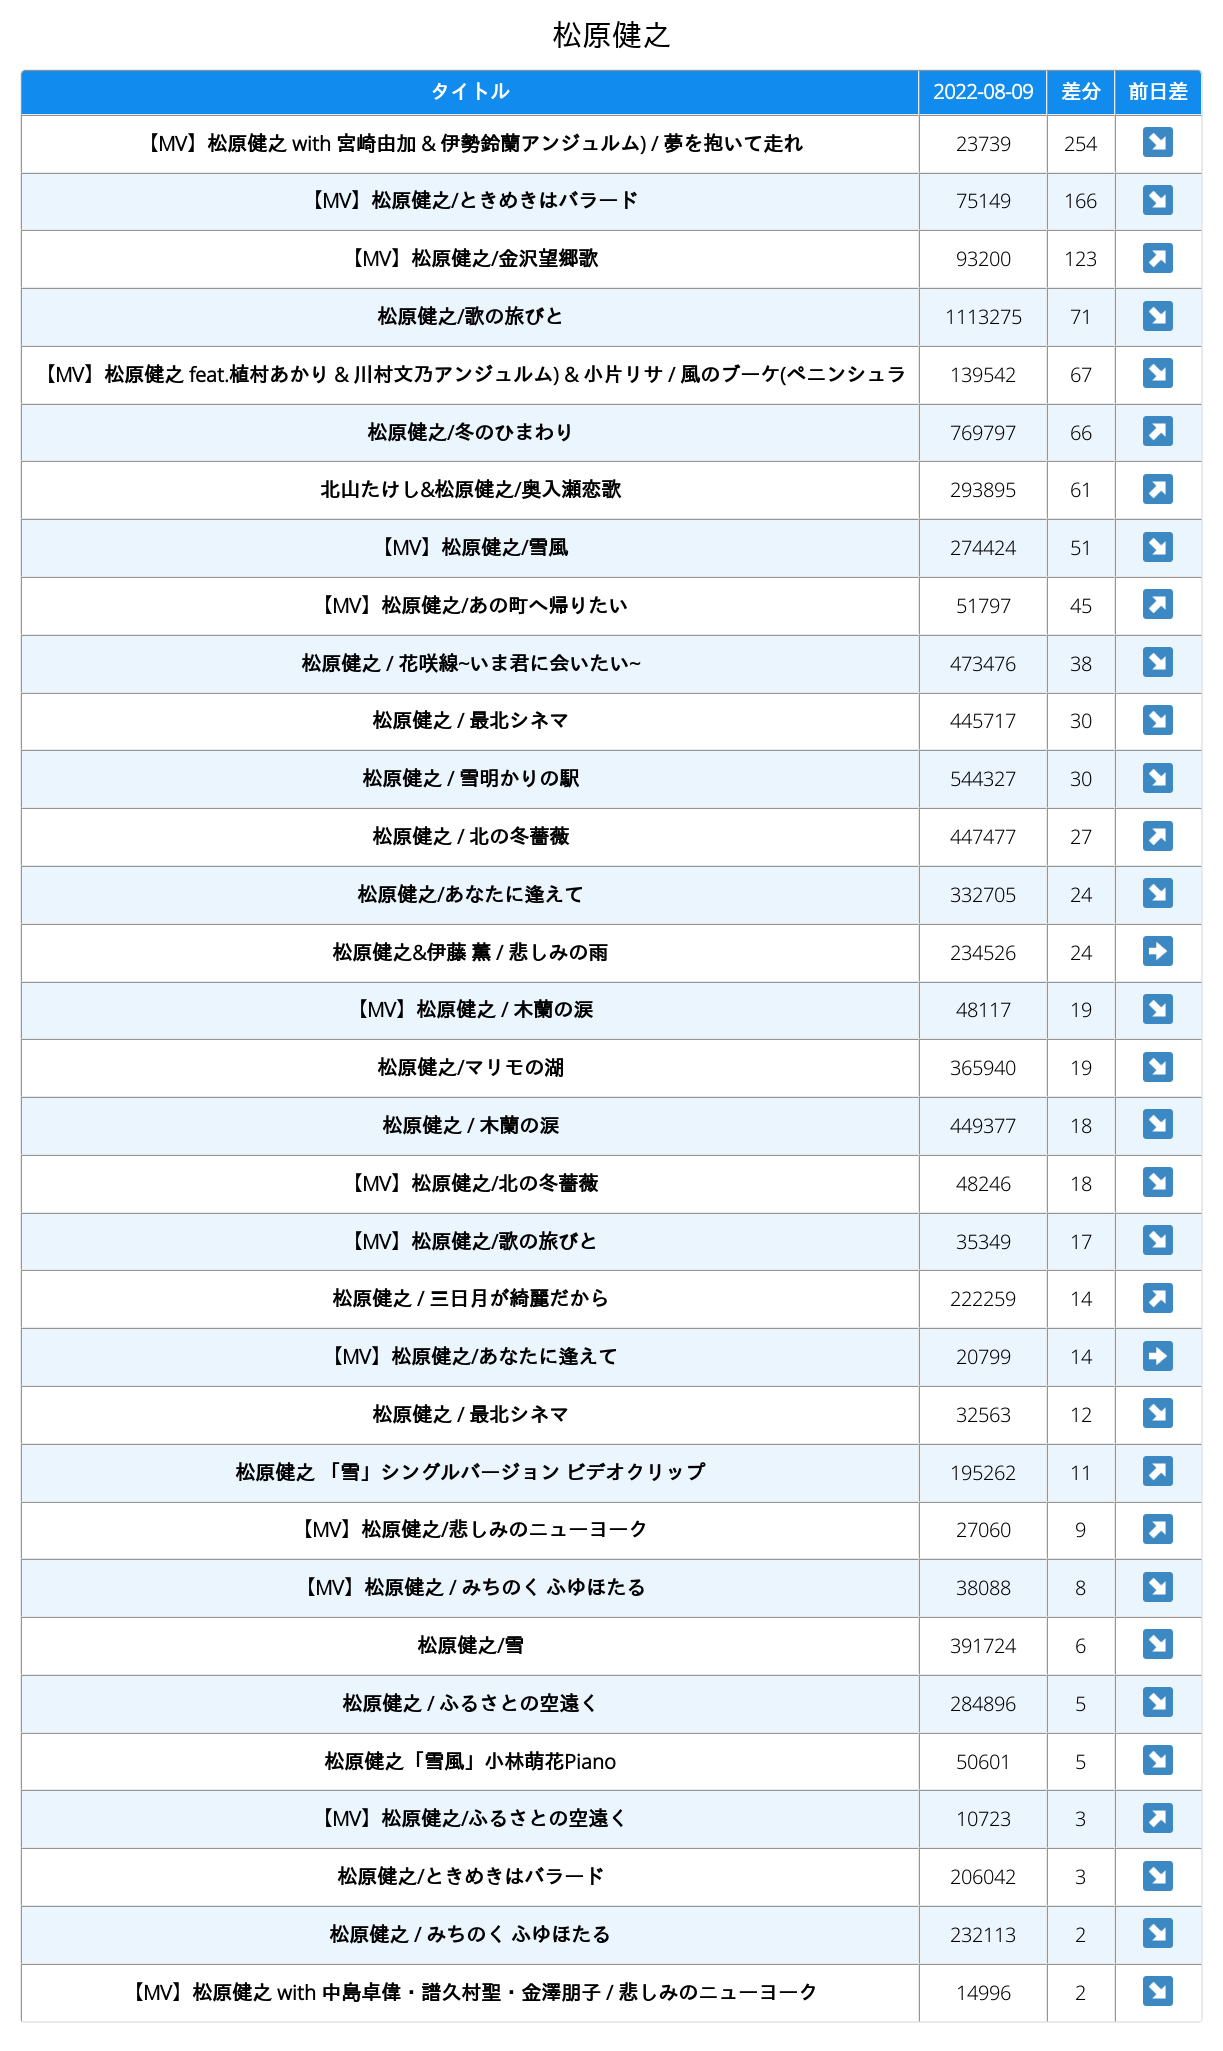 松原健之
タイトル 2022-08-09 差分 前日差
【MV】松原健之 with 宮崎由加 & 伊勢鈴蘭アンジュルム) / 夢を抱いて走れ 23739 254 ↘
【MV】松原健之/ときめきはバラード 75149 166 ↘
【MV】松原健之/金沢望郷歌 93200 123 ↗
松原健之/歌の旅びと 1113275 71 ↘
【MV】松原健之 feat.植村あかり & 川村文乃アンジュルム) & 小片リサ / 風のブーケ(ペニンシュラ 139542 67 ↘
松原健之/冬のひまわり 769797 66 ↗
北山たけし&松原健之/奥入瀬恋歌 293895 61 ↗
【MV】松原健之/雪風 274424 51 ↘
【MV】松原健之/あの町へ帰りたい 51797 45 ↗
松原健之 / 花咲線~いま君に会いたい~ 473476 38 ↘
松原健之 / 最北シネマ 445717 30 ↘
松原健之 / 雪明かりの駅 544327 30 ↘
松原健之 / 北の冬薔薇 447477 27 ↗
松原健之/あなたに逢えて 332705 24 ↘
松原健之&伊藤 薫 / 悲しみの雨 234526 24 ➡
【MV】松原健之 / 木蘭の涙 48117 19 ↘
松原健之/マリモの湖 365940 19 ↘
松原健之 / 木蘭の涙 449377 18 ↘
【MV】松原健之/北の冬薔薇 48246 18 ↘
【MV】松原健之/歌の旅びと 35349 17 ↘
松原健之 / 三日月が綺麗だから 222259 14 ↗
【MV】松原健之/あなたに逢えて 20799 14 ➡
松原健之 / 最北シネマ 32563 12 ↘
松原健之 「雪」シングルバージョン ビデオクリップ 195262 11 ↗
【MV】松原健之/悲しみのニューヨーク 27060 9 ↗
【MV】松原健之 / みちのく ふゆほたる 38088 8 ↘
松原健之/雪 391724 6 ↘
松原健之 / ふるさとの空遠く 284896 5 ↘
松原健之「雪風」小林萌花Piano 50601 5 ↘
【MV】松原健之/ふるさとの空遠く 10723 3 ↗
松原健之/ときめきはバラード 206042 3 ↘
松原健之 / みちのく ふゆほたる 232113 2 ↘
【MV】松原健之 with 中島卓偉・譜久村聖・金澤朋子 / 悲しみのニューヨーク 14996 2 ↘